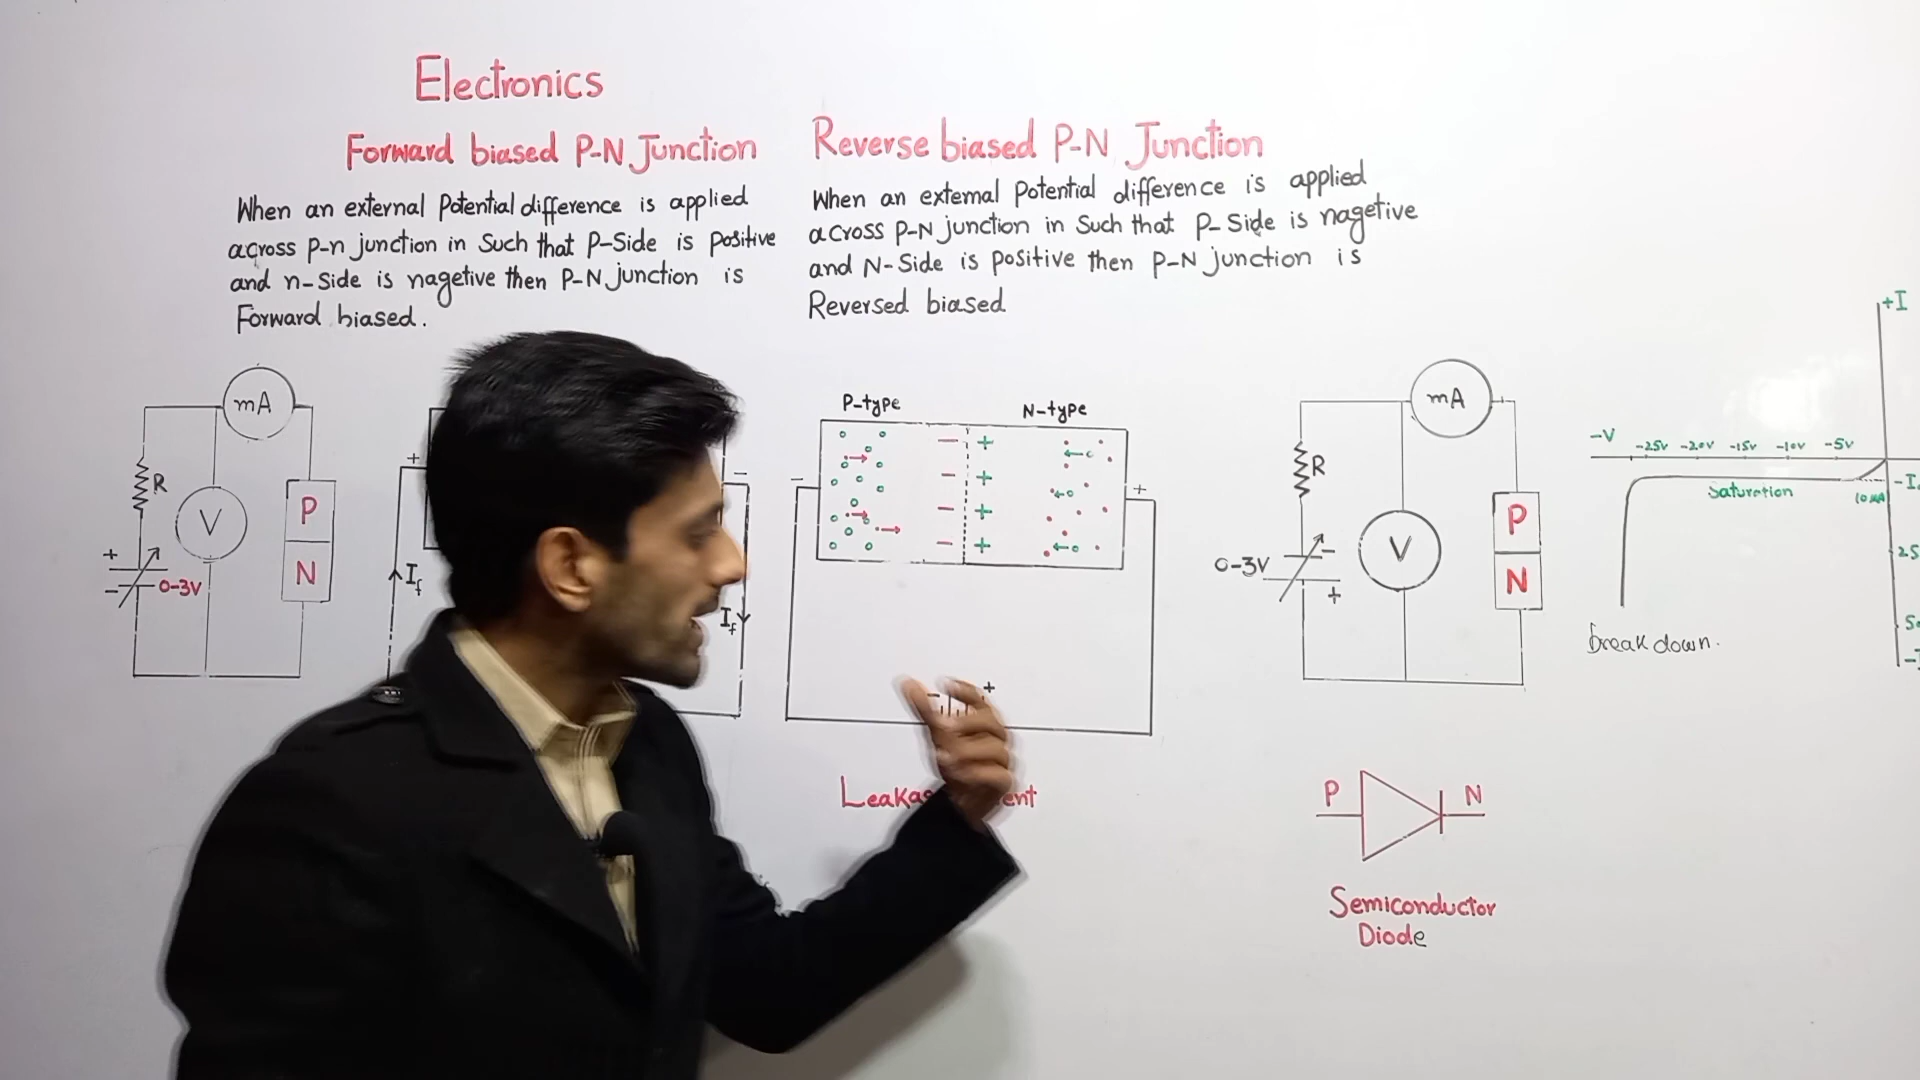 Electronics
Forward biased P-N Junction
When an external Potential difference is applied
across p-n junction in Such that P-Side is Positive
and n-Side is nagetive then P-N junction is
Forward biased.
Reverse biased P-N Junction
When an external Potential difference is applied
across P-N junction in Such that P-Side is nagetive
and N-Side is positive then P-N junction is
Reversed biased
mA
R
V
P
N
+
-
0-3V
+
-
I_f
I_f
P-type
N-type
-
+
- +
- +
- +
- +
- +
mA
R
V
P
N
0-3V
-
+
P N
Semiconductor
Diode
+I
-V -25V -20V -15V -10V -5V
Saturation
breakdown.